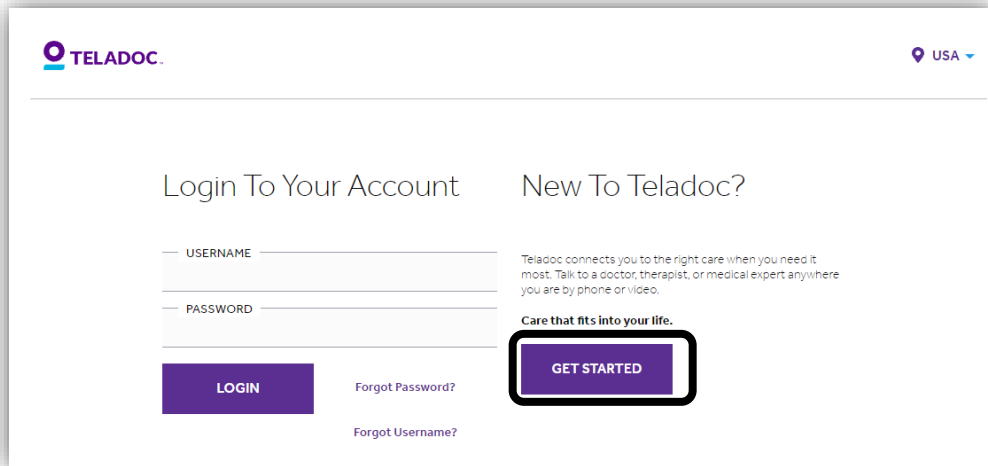 TELADOC.
USA
Login To Your Account
New To Teladoc?
USERNAME
PASSWORD
LOGIN
Forgot Password?
Forgot Username?
Teladoc connects you to the right care when you need it
most. Talk to a doctor, therapist, or medical expert anywhere
you are by phone or video.
Care that fits into your life.
GET STARTED